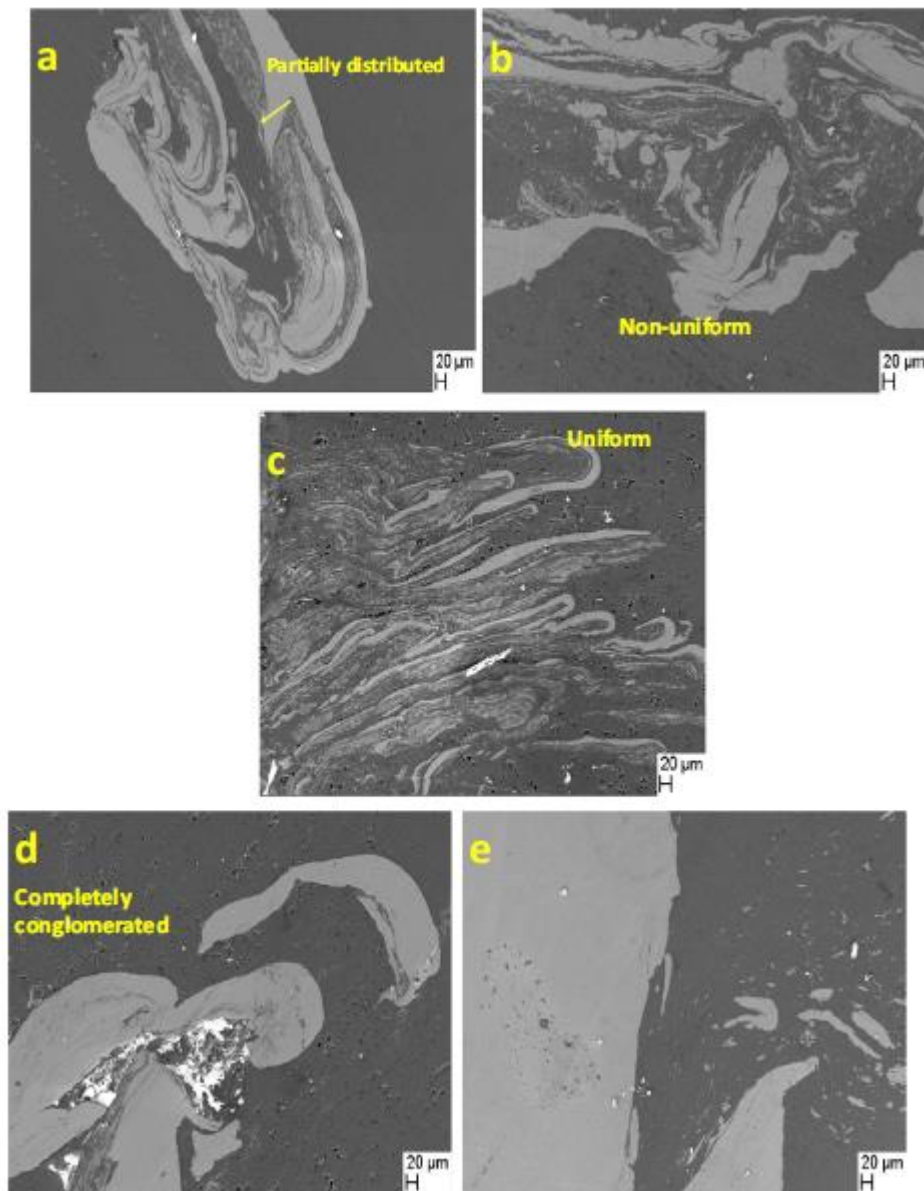 a
Partially distributed
20 µm
b
Non-uniform
20 µm
c
Uniform
20 µm
d
Completely
conglomerated
20 µm
e
20 µm